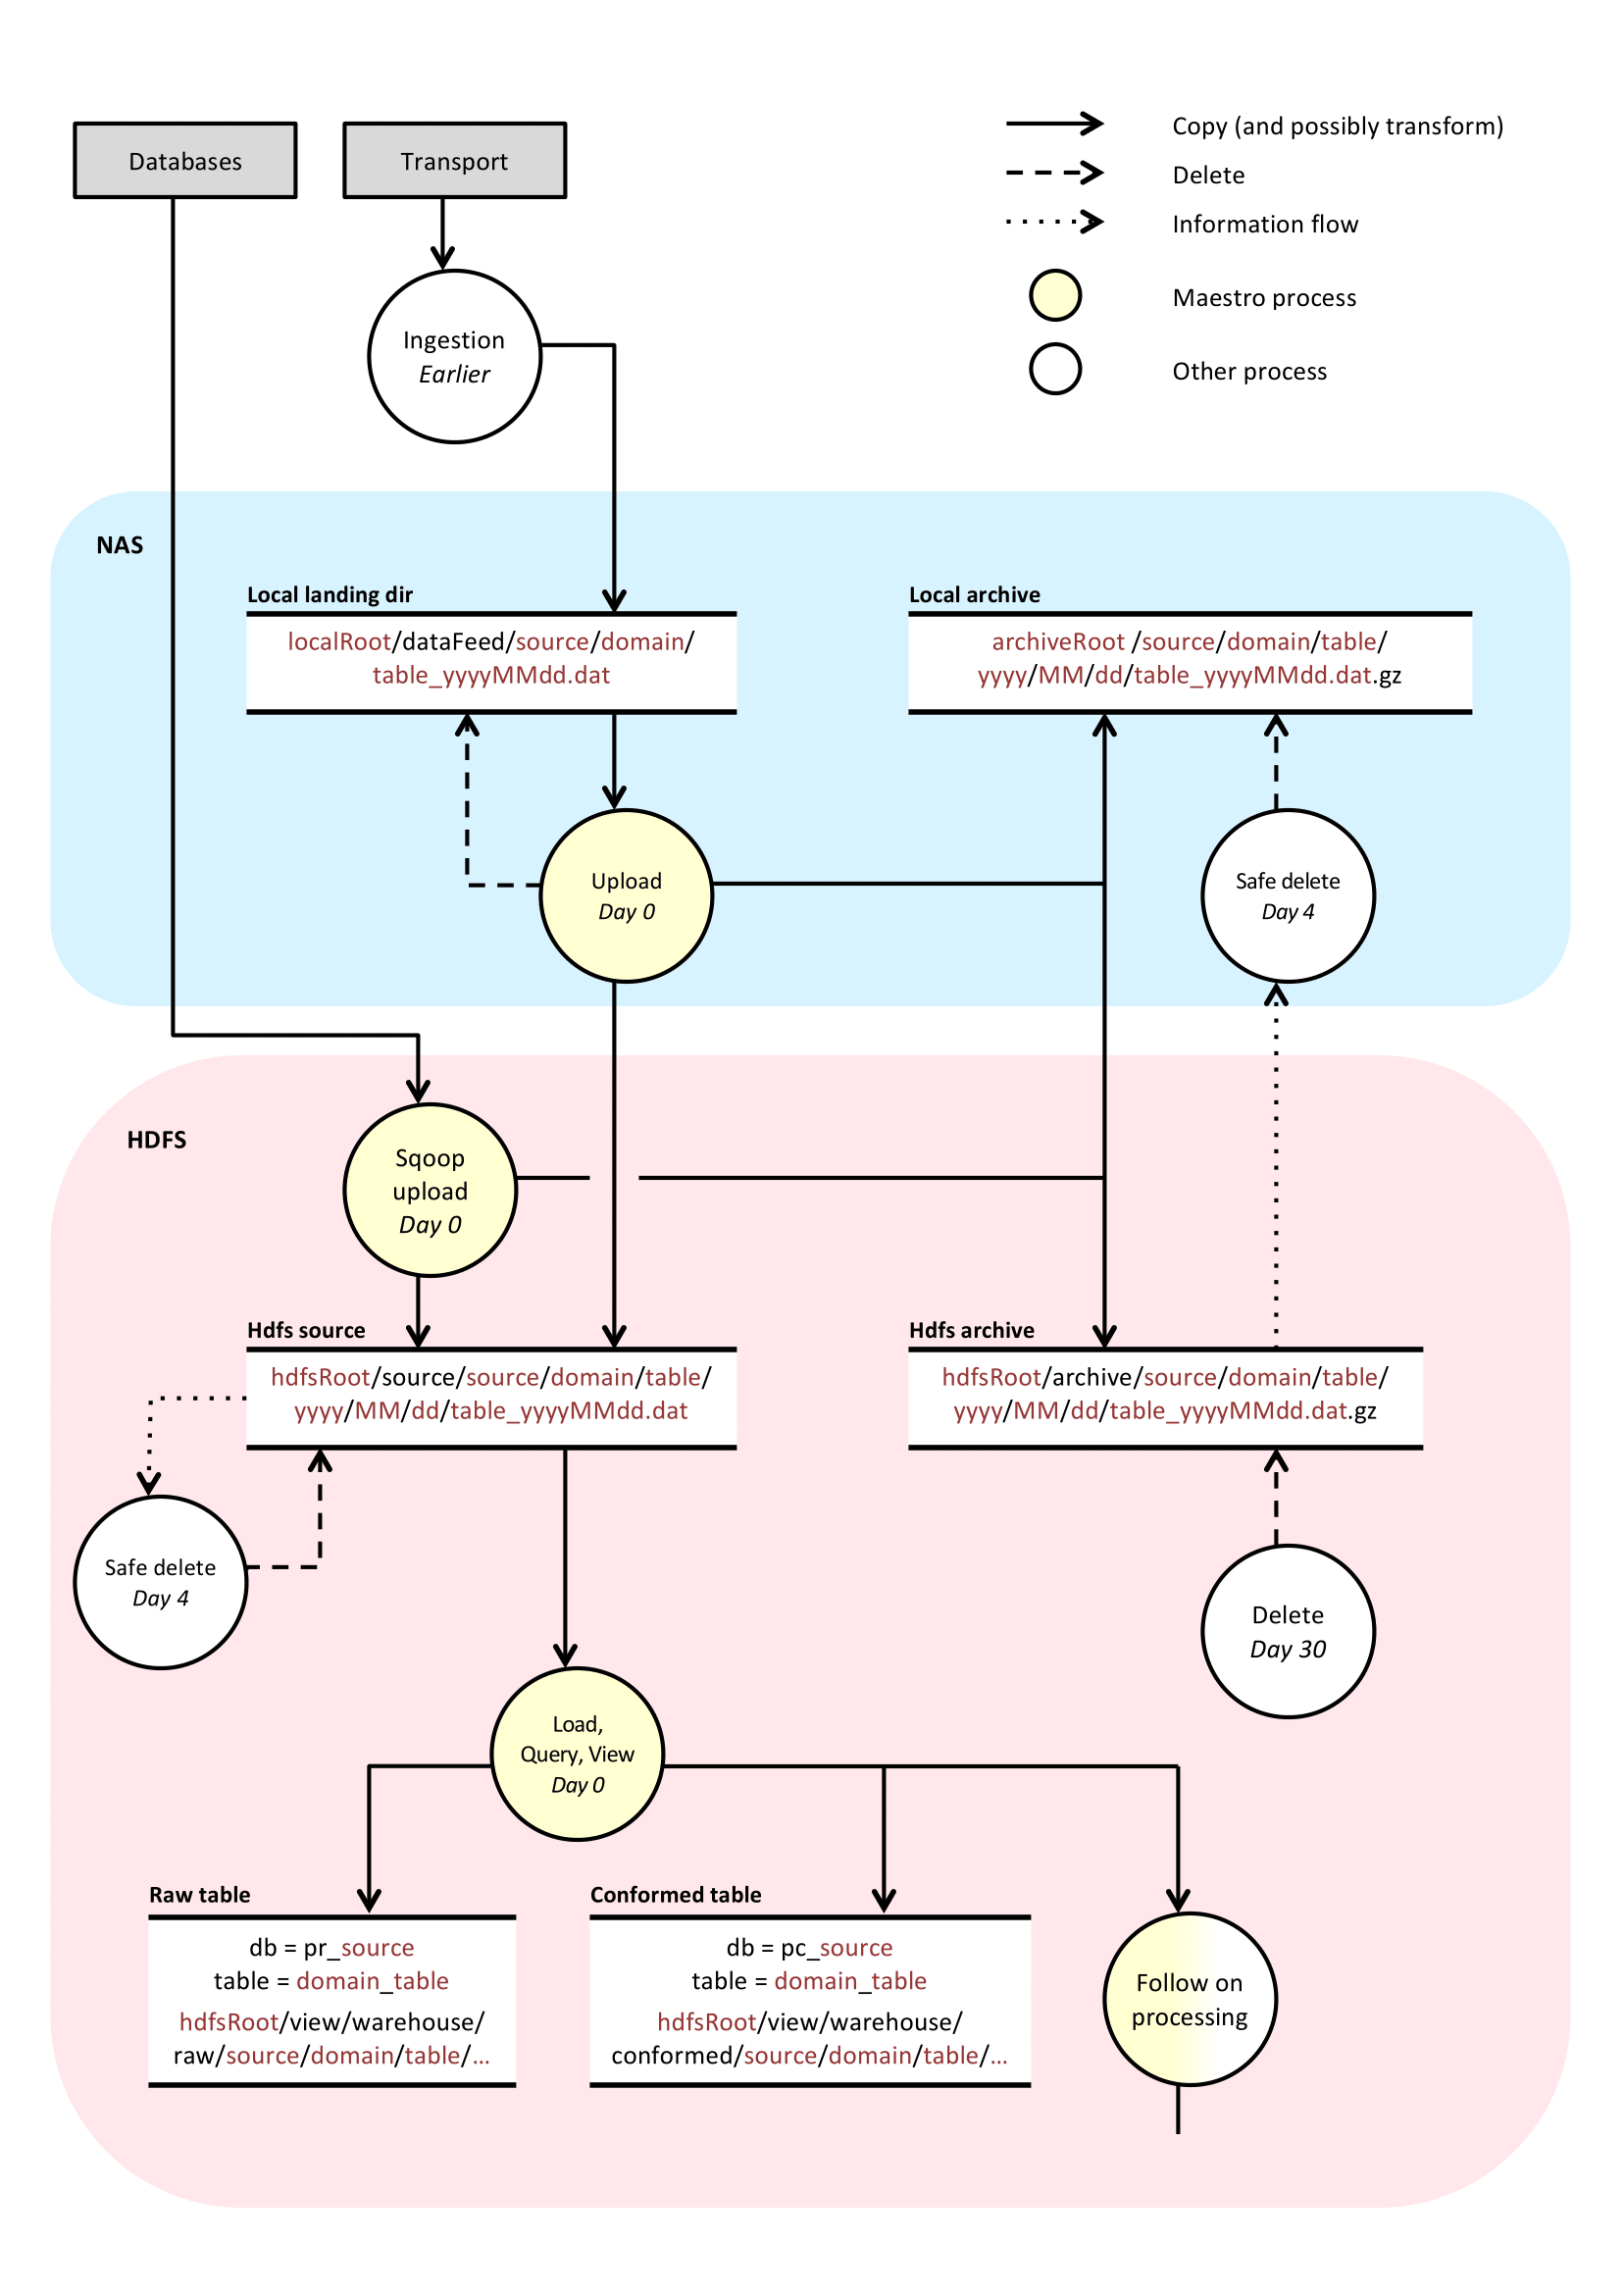 Databases
Transport
Copy (and possibly transform)
Delete
Information flow
Maestro process
Other process
Ingestion
Earlier
NAS
Local landing dir
localRoot/dataFeed/source/domain/
table_yyyyMMdd.dat
Local archive
archiveRoot /source/domain/table/
yyyy/MM/dd/table_yyyyMMdd.dat.gz
Upload
Day 0
Safe delete
Day 4
HDFS
Sqoop
upload
Day 0
Hdfs source
hdfsRoot/source/source/domain/table/
yyyy/MM/dd/table_yyyyMMdd.dat
Hdfs archive
hdfsRoot/archive/source/domain/table/
yyyy/MM/dd/table_yyyyMMdd.dat.gz
Safe delete
Day 4
Delete
Day 30
Load,
Query, View
Day 0
Raw table
db = pr_source
table = domain_table
hdfsRoot/view/warehouse/
raw/source/domain/table/...
Conformed table
db = pc_source
table = domain_table
hdfsRoot/view/warehouse/
conformed/source/domain/table/...
Follow on
processing